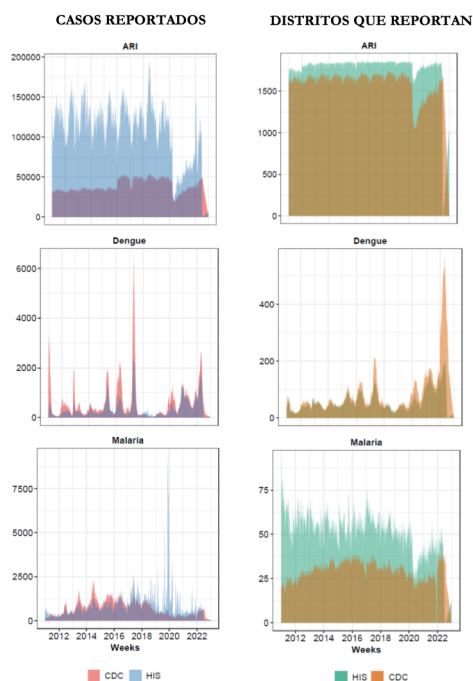 CASOS REPORTADOS
DISTRITOS QUE REPORTAN
ARI
200000
150000
100000
50000
0
ARI
1500
1000
500
0
Dengue
6000
4000
2000
0
Dengue
400
200
0
Malaria
7500
5000
2500
0
2012 2014 2016 2018 2020 2022
Weeks
Malaria
75
50
25
0
2012 2014 2016 2018 2020 2022
Weeks
CDC HIS
HIS CDC